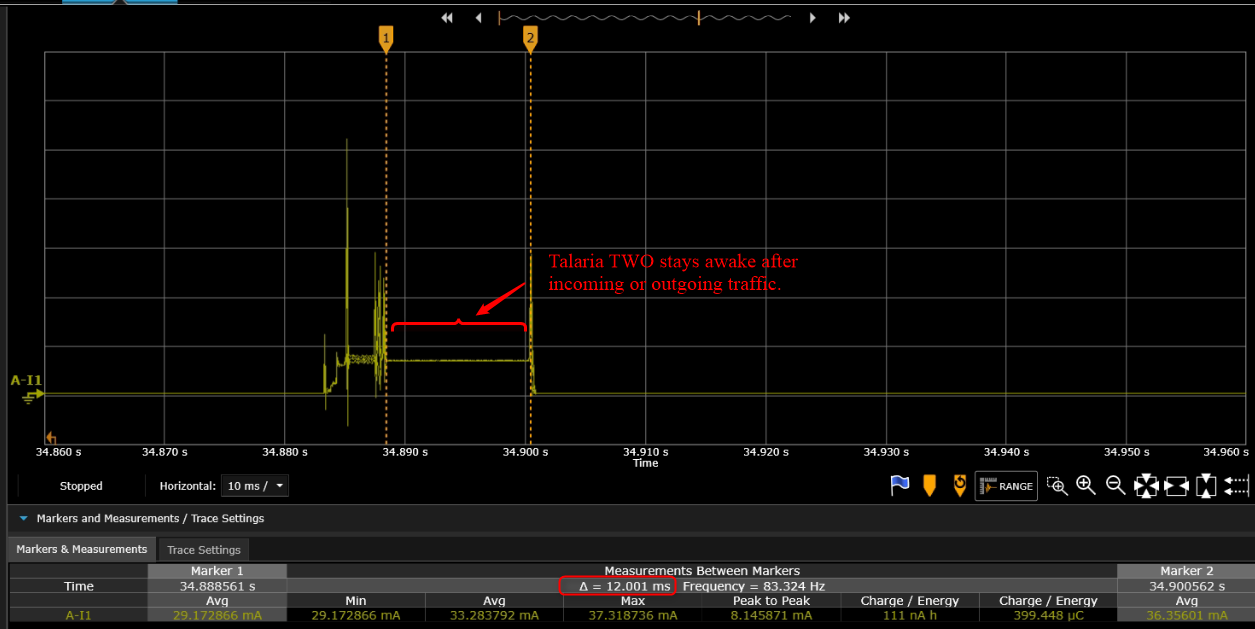 1 2
Talaria TWO stays awake after
incoming or outgoing traffic.
A-I1
34.860 s 34.870 s 34.880 s 34.890 s 34.900 s 34.910 s 34.920 s 34.930 s 34.940 s 34.950 s 34.960 s
Time
Stopped Horizontal: 10 ms / RANGE
Markers and Measurements / Trace Settings
Markers & Measurements Trace Settings
Marker 1 Measurements Between Markers Marker 2
Time 34.888561 s Δ = 12.001 ms Frequency = 83.324 Hz 34.900562 s
Avg Min Avg Max Peak to Peak Charge / Energy Charge / Energy Avg
A-I1 29.172866 mA 29.172866 mA 33.283792 mA 37.318736 mA 8.145871 mA 111 nA h 399.448 µC 36.35601 mA